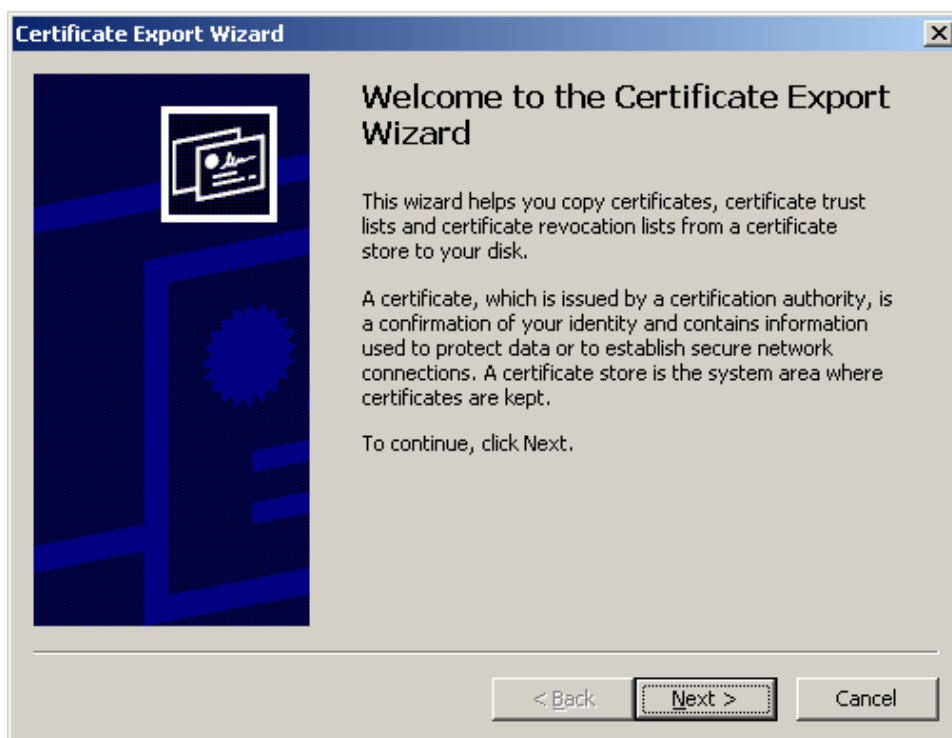 Certificate Export Wizard
Welcome to the Certificate Export
Wizard
This wizard helps you copy certificates, certificate trust
lists and certificate revocation lists from a certificate
store to your disk.
A certificate, which is issued by a certification authority, is
a confirmation of your identity and contains information
used to protect data or to establish secure network
connections. A certificate store is the system area where
certificates are kept.
To continue, click Next.
< Back
Next >
Cancel